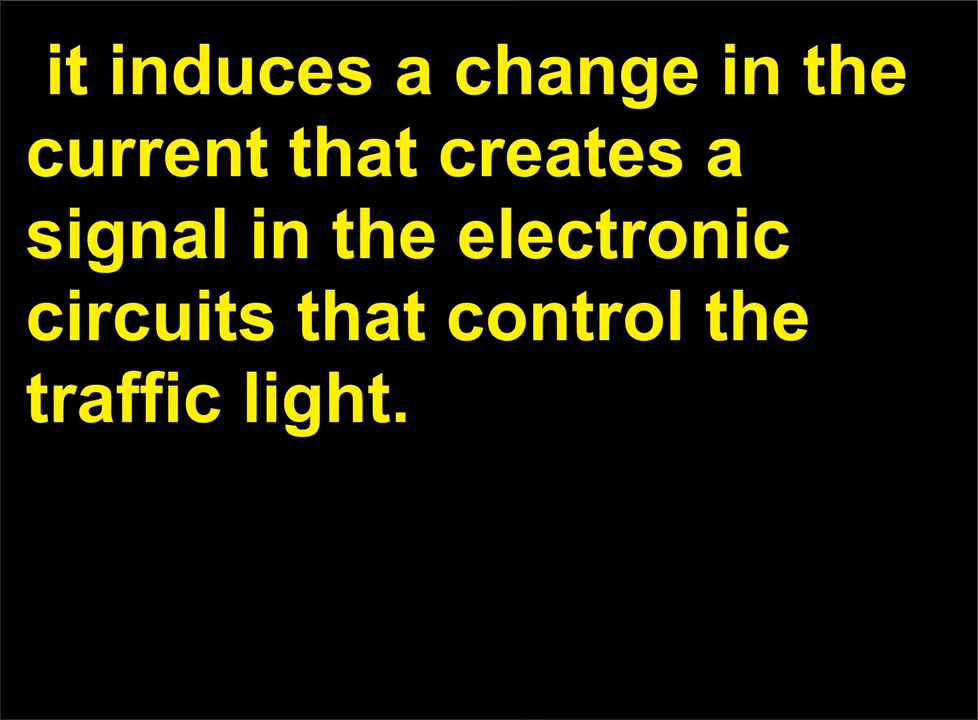 it induces a change in the
current that creates a
signal in the electronic
circuits that control the
traffic light.